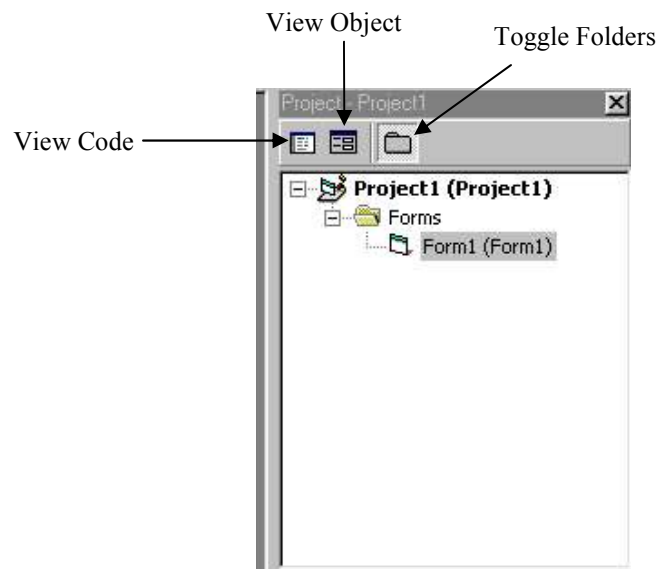 View Object
Toggle Folders
Project - Project1
View Code
Project1 (Project1)
Forms
Form1 (Form1)